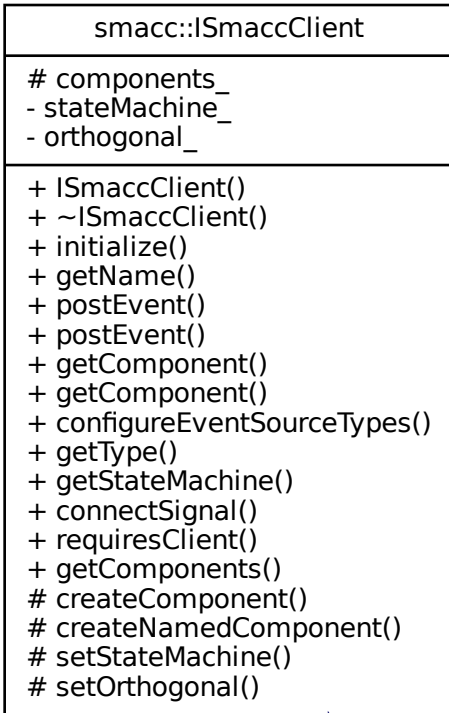 smacc::ISmaccClient
# components_
- stateMachine_
- orthogonal_
+ ISmaccClient()
+ ~ISmaccClient()
+ initialize()
+ getName()
+ postEvent()
+ postEvent()
+ getComponent()
+ getComponent()
+ configureEventSourceTypes()
+ getType()
+ getStateMachine()
+ connectSignal()
+ requiresClient()
+ getComponents()
# createComponent()
# createNamedComponent()
# setStateMachine()
# setOrthogonal()